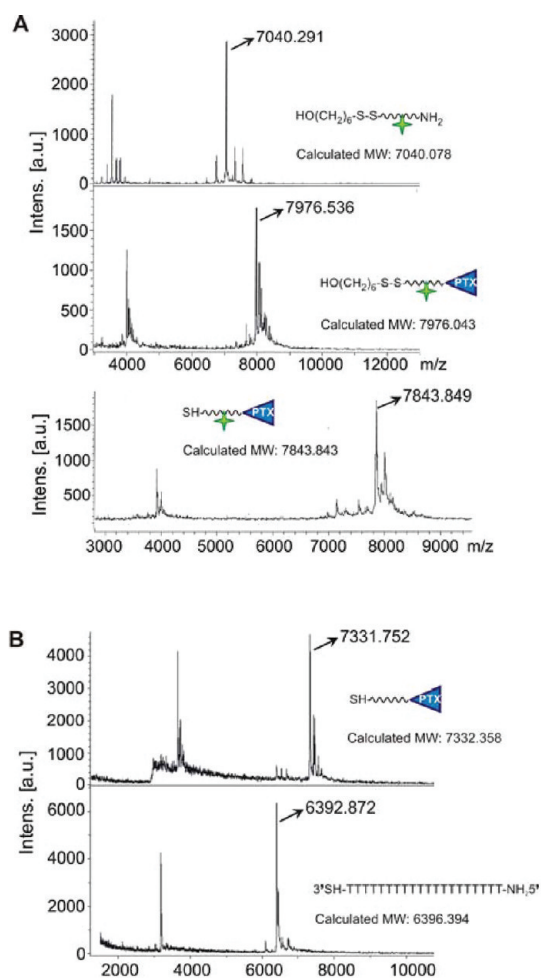 A
3000
7040.291
2000
HO(CH₂)₆-S-S- NH₂
1000
Calculated MW: 7040.078
0
Intens. [a.u.]
7976.536
1500
1000
HO(CH₂)₆-S-S- PTX
500
Calculated MW: 7976.043
0
Intens. [a.u.]
4000 6000 8000 10000 12000 m/z
7843.849
1500
SH PTX
Calculated MW: 7843.843
1000
500
Intens. [a.u.]
3000 4000 5000 6000 7000 8000 m/z 9000
B
7331.752
4000
3000
SH- PTX
2000
Calculated MW: 7332.358
1000
0
Intens. [a.u.]
6392.872
6000
4000
3'SH-TTTTTTTTTTTTTTTTTTTT-NH₂5'
2000
Calculated MW: 6396.394
0
Intens. [a.u.]
2000 4000 6000 8000 10000